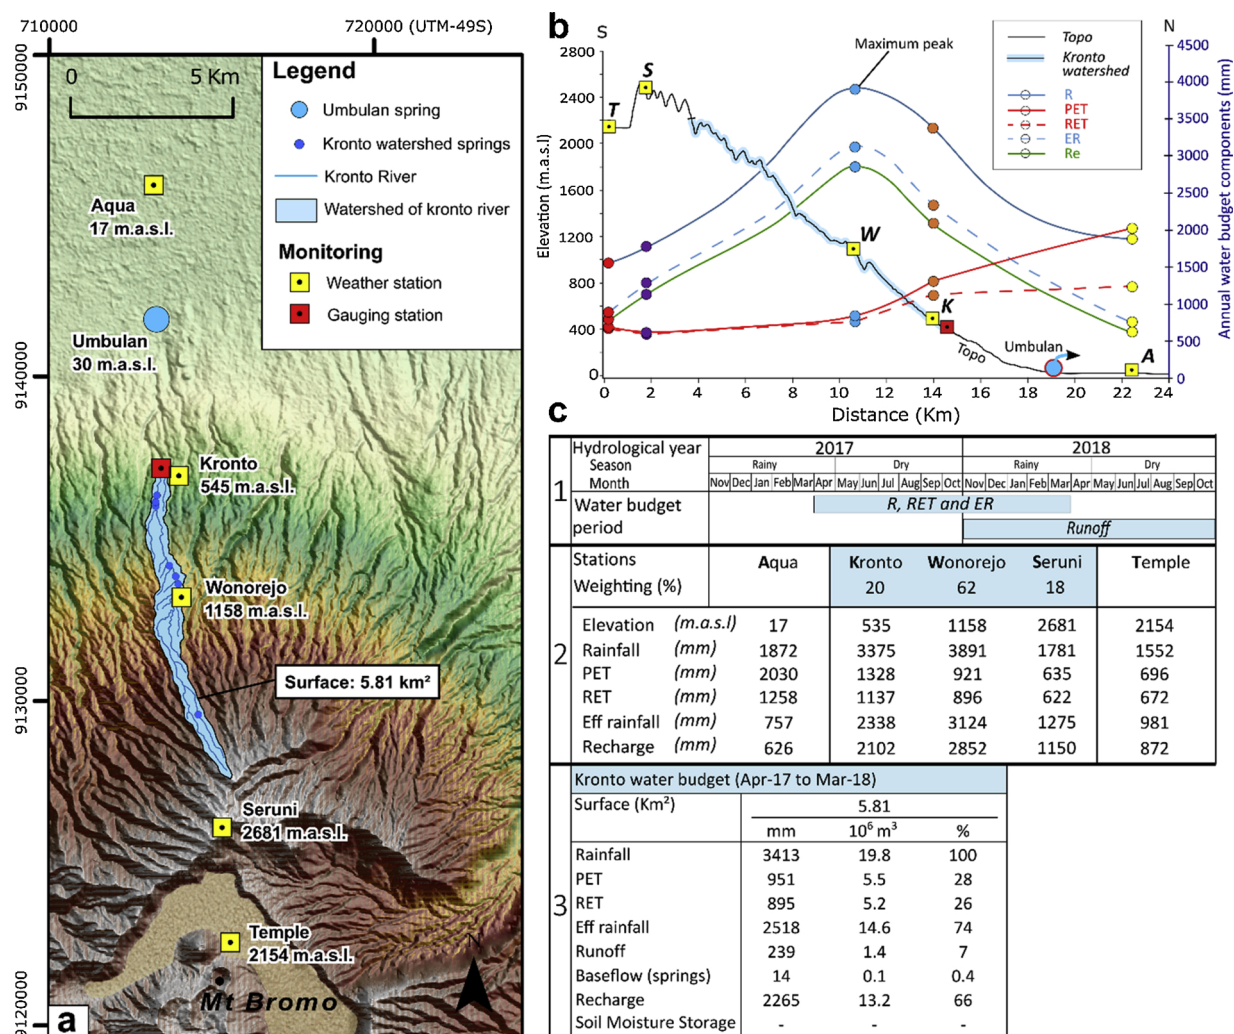 710000
720000 (UTM-49S)
9150000
9140000
9130000
9120000
0
5 Km
Legend
Umbulan spring
Kronto watershed springs
Kronto River
Watershed of kronto river
Monitoring
Weather station
Gauging station
Aqua
17 m.a.s.l.
Umbulan
30 m.a.s.l.
Kronto
545 m.a.s.l.
Wonorejo
1158 m.a.s.l.
Surface: 5.81 km²
Seruni
2681 m.a.s.l.
Temple
2154 m.a.s.l.
N
Mt Bromo
a
b
S
N
Elevation (m.a.s.l)
2800
2400
2000
1600
1200
800
400
0
Maximum peak
T
S
W
K
Topo
Umbulan
A
Topo
Kronto
watershed
R
PET
RET
ER
Re
4500
4000
3500
3000
2500
2000
1500
1000
500
0
Annual water budget components (mm)
0 2 4 6 8 10 12 14 16 18 20 22 24
Distance (Km)
c
1
Hydrological year 2017 2018
Season Rainy Dry Rainy Dry
Month Nov Dec Jan Feb Mar Apr May Jun Jul Aug Sep Oct Nov Dec Jan Feb Mar Apr May Jun Jul Aug Sep Oct
Water budget R, RET and ER
period Runoff
2
Stations Aqua Kronto Wonorejo Seruni Temple
Weighting (%) 20 62 18
Elevation (m.a.s.l) 17 535 1158 2681 2154
Rainfall (mm) 1872 3375 3891 1781 1552
PET (mm) 2030 1328 921 635 696
RET (mm) 1258 1137 896 622 672
Eff rainfall (mm) 757 2338 3124 1275 981
Recharge (mm) 626 2102 2852 1150 872
3
Kronto water budget (Apr-17 to Mar-18)
Surface (Km²) 5.81
mm 10⁶ m³ %
Rainfall 3413 19.8 100
PET 951 5.5 28
RET 895 5.2 26
Eff rainfall 2518 14.6 74
Runoff 239 1.4 7
Baseflow (springs) 14 0.1 0.4
Recharge 2265 13.2 66
Soil Moisture Storage - - -